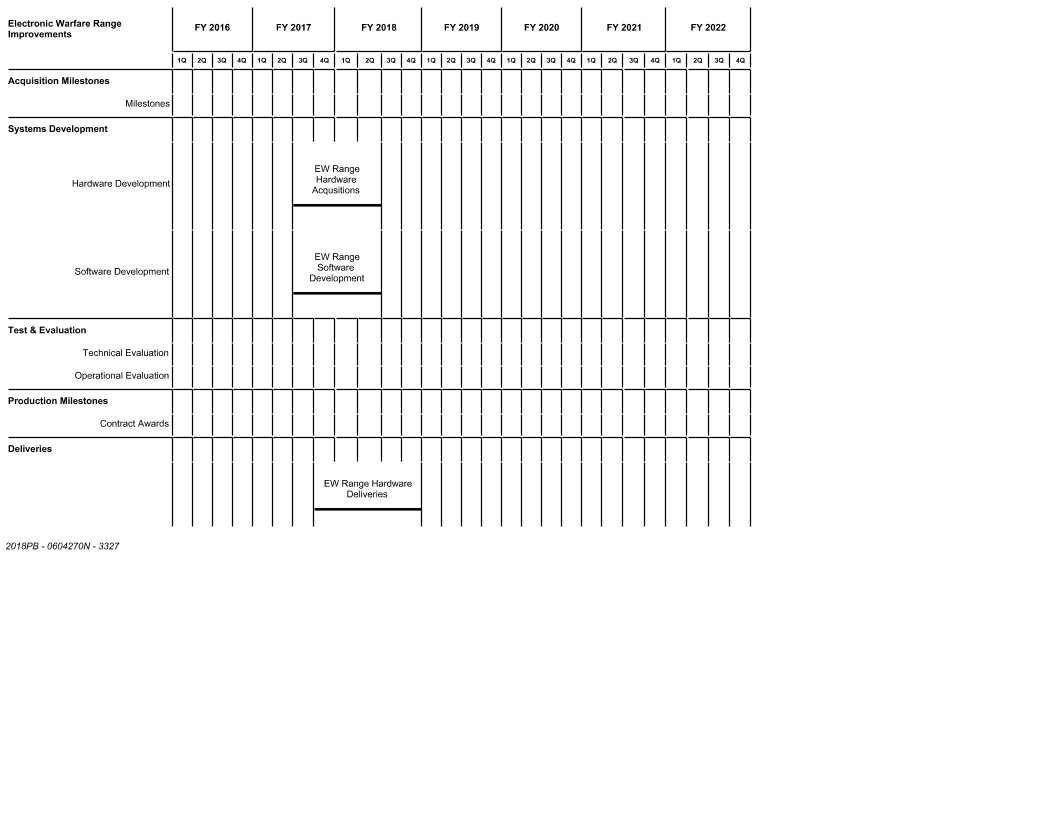 Electronic Warfare Range
Improvements
FY 2016 FY 2017 FY 2018 FY 2019 FY 2020 FY 2021 FY 2022
1Q 2Q 3Q 4Q 1Q 2Q 3Q 4Q 1Q 2Q 3Q 4Q 1Q 2Q 3Q 4Q 1Q 2Q 3Q 4Q 1Q 2Q 3Q 4Q 1Q 2Q 3Q 4Q
Acquisition Milestones
Milestones
Systems Development
Hardware Development
EW Range
Hardware
Acqusitions
Software Development
EW Range
Software
Development
Test & Evaluation
Technical Evaluation
Operational Evaluation
Production Milestones
Contract Awards
Deliveries
EW Range Hardware
Deliveries
2018PB - 0604270N - 3327